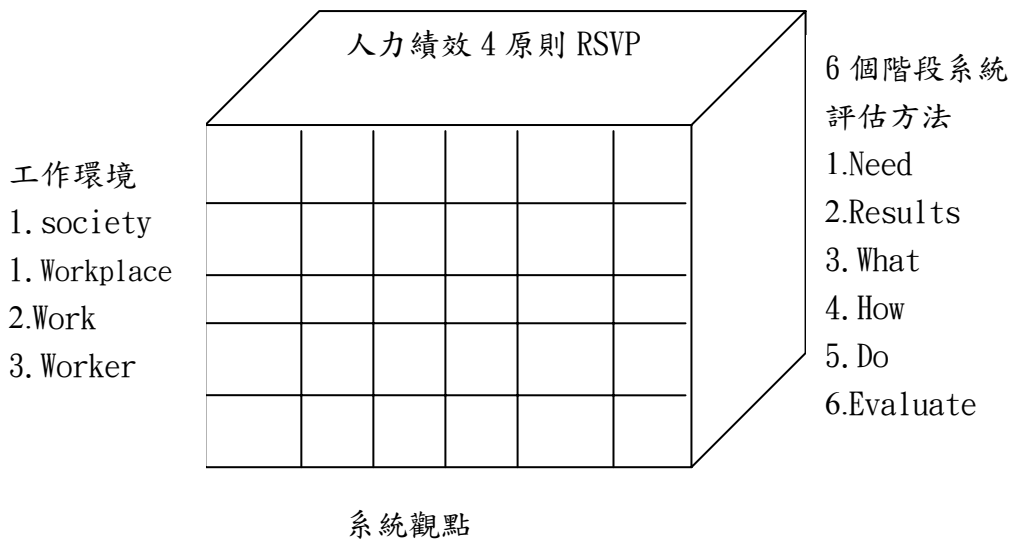 人力績效 4 原則 RSVP
工作環境
1. society
1. Workplace
2.Work
3. Worker
6 個階段系統
評估方法
1.Need
2.Results
3. What
4. How
5. Do
6.Evaluate
系統觀點